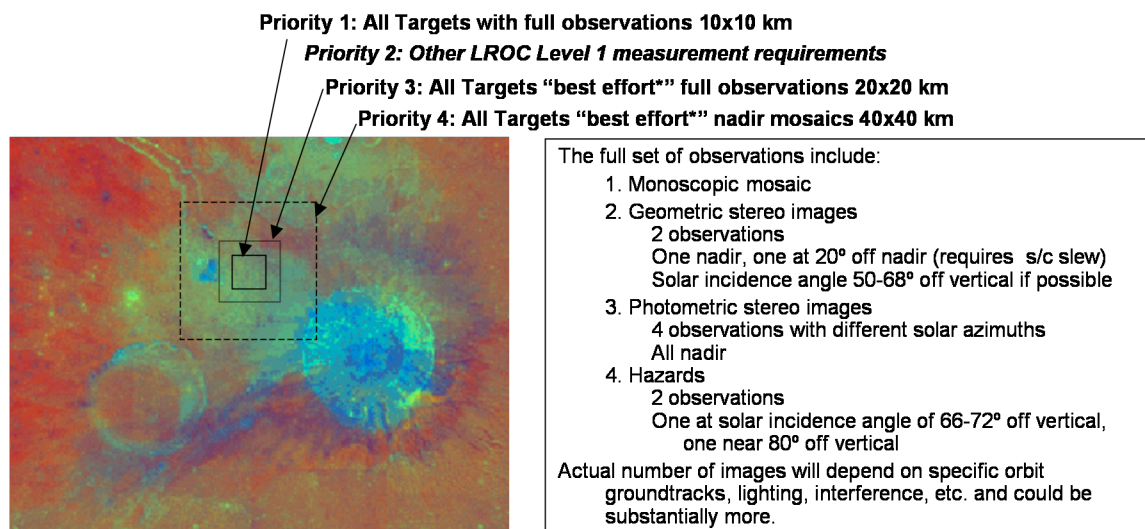 Priority 1: All Targets with full observations 10x10 km
Priority 2: Other LROC Level 1 measurement requirements
Priority 3: All Targets “best effort*” full observations 20x20 km
Priority 4: All Targets “best effort*” nadir mosaics 40x40 km
The full set of observations include:
1. Monoscopic mosaic
2. Geometric stereo images
2 observations
One nadir, one at 20º off nadir (requires s/c slew)
Solar incidence angle 50-68º off vertical if possible
3. Photometric stereo images
4 observations with different solar azimuths
All nadir
4. Hazards
2 observations
One at solar incidence angle of 66-72º off vertical,
one near 80º off vertical
Actual number of images will depend on specific orbit
groundtracks, lighting, interference, etc. and could be
substantially more.